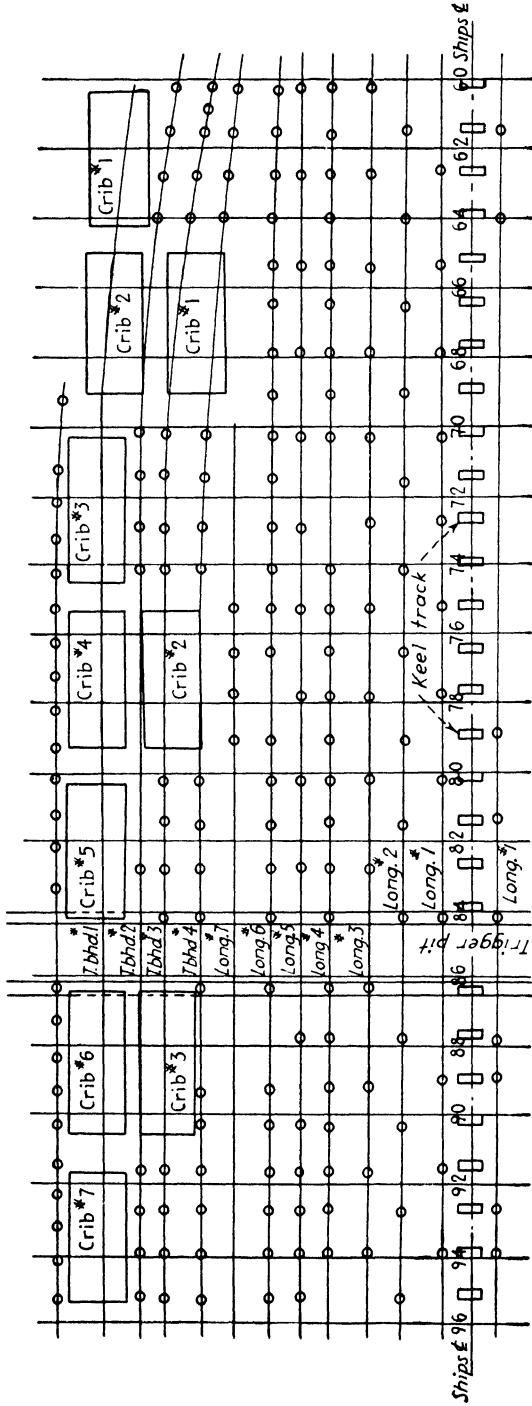 Crib #7
Crib #6
Crib #5
Crib #4
Crib #3
Crib #2
Crib #1
T.bhd.#1
T.bhd.#2
T.bhd.#3
T.bhd.#4
Crib #3
Crib #2
Crib #1
Long.#7
Long.#6
Long.#5
Long.#4
Long.#3
Long.#2
Long.#1
Keel track
Ships ℄ 96 94 92 90 88 86 84 82 80 78 76 74 72 70 68 66 64 62 60 Ships ℄
Long.#1
Trigger pit